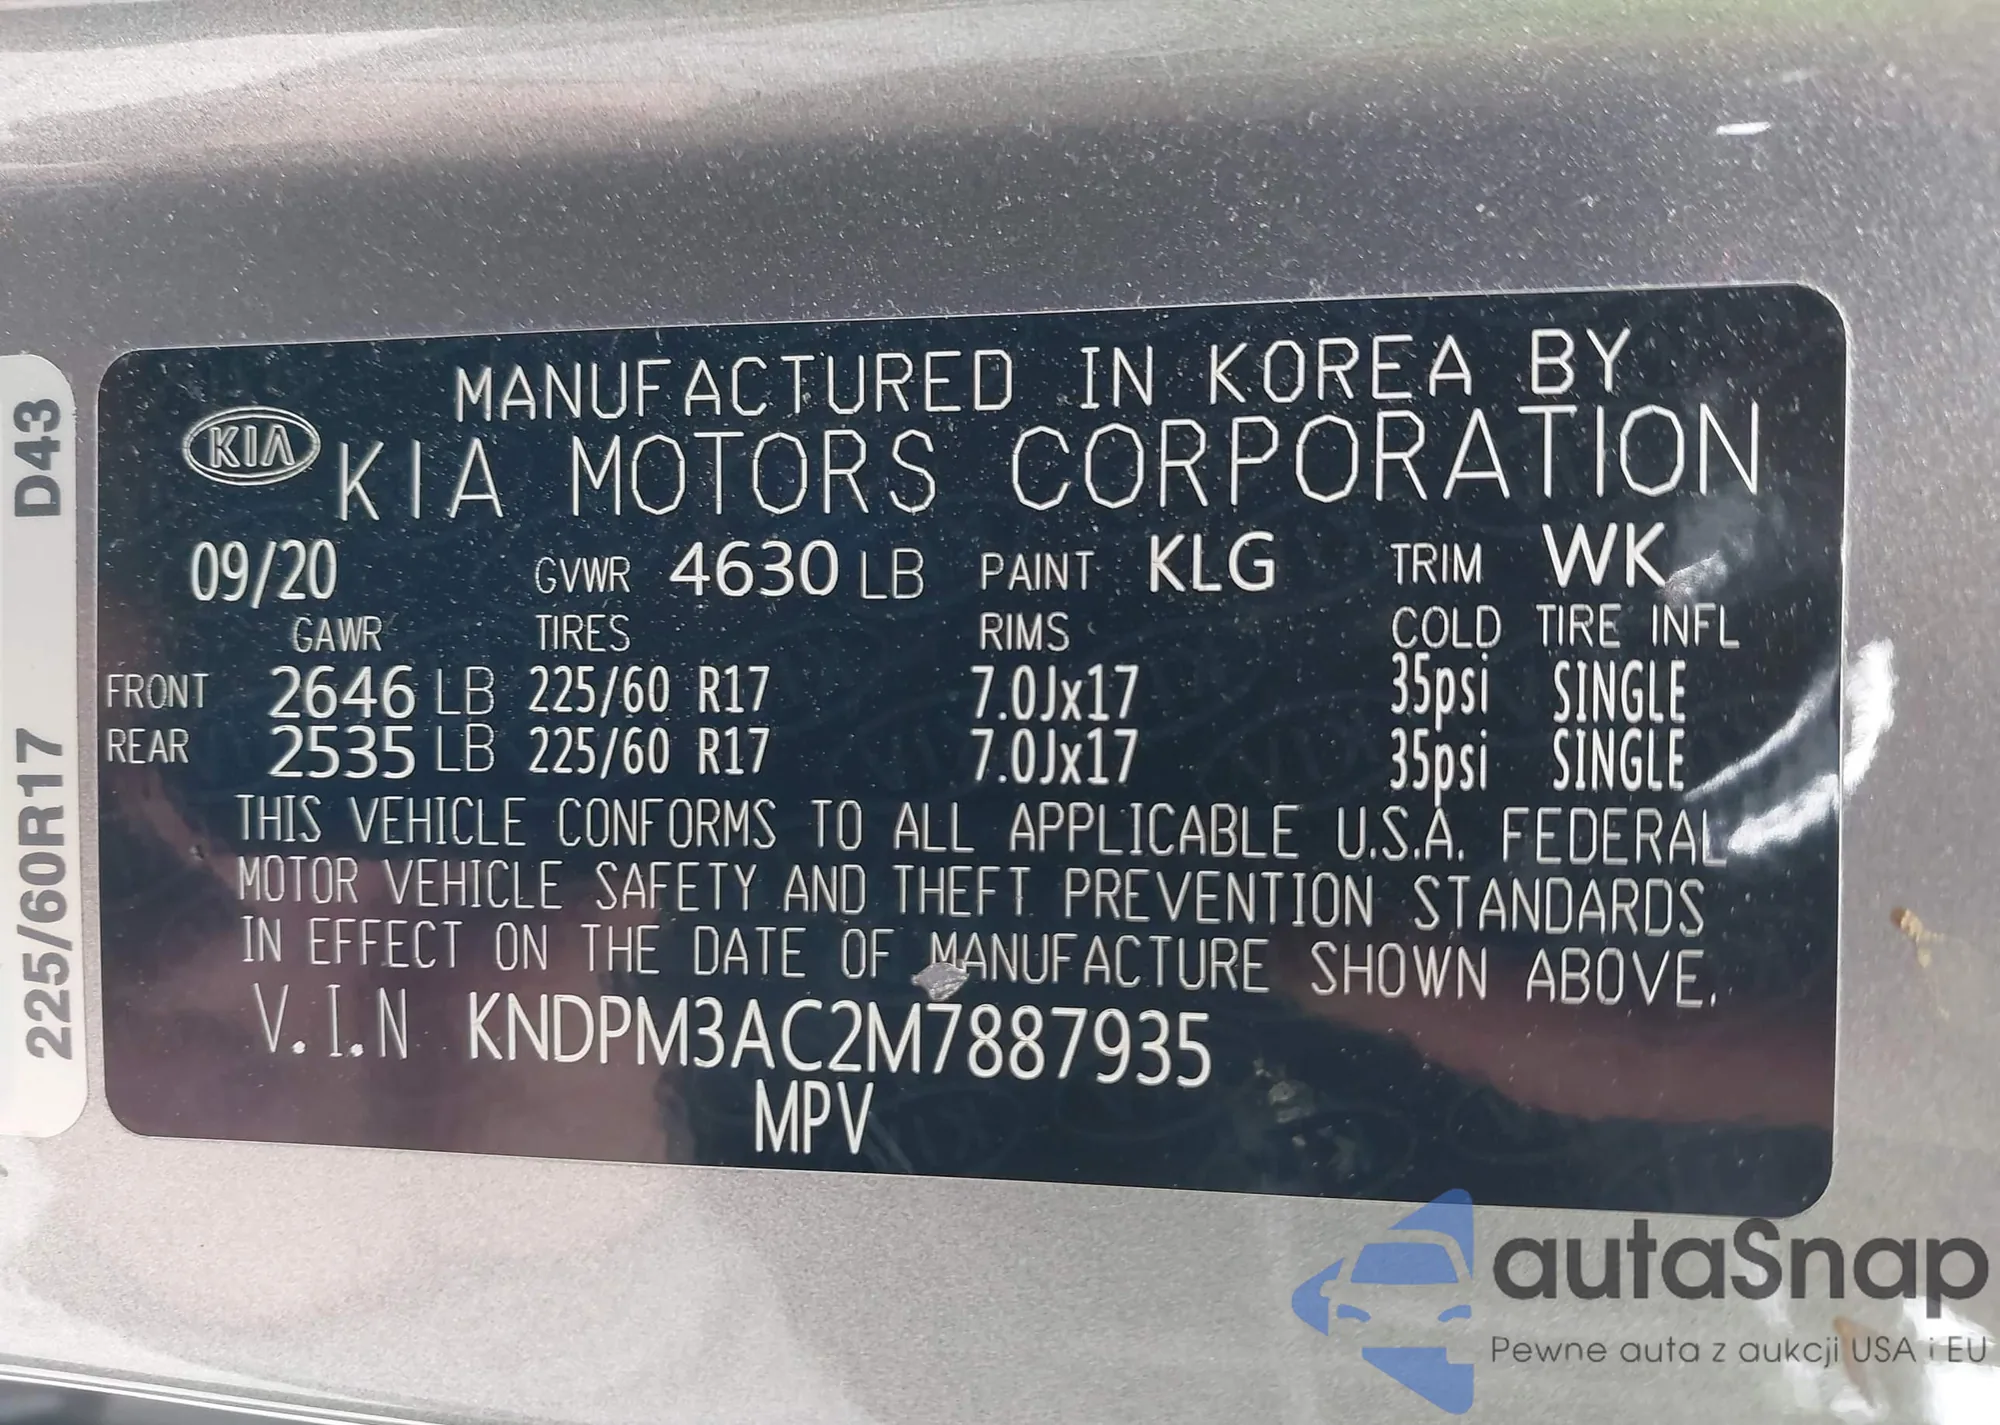 MANUFACTURED IN KOREA BY
KIA KIA MOTORS CORPORATION
09/20 GVWR 4630 LB PAINT KLG TRIM WK
GAWR TIRES RIMS COLD TIRE INFL
FRONT 2646 LB 225/60 R17 7.0Jx17 35psi SINGLE
REAR 2535 LB 225/60 R17 7.0Jx17 35psi SINGLE
THIS VEHICLE CONFORMS TO ALL APPLICABLE U.S.A. FEDERAL
MOTOR VEHICLE SAFETY AND THEFT PREVENTION STANDARDS
IN EFFECT ON THE DATE OF MANUFACTURE SHOWN ABOVE.
V.I.N KNDPM3AC2M7887935
MPV
225/60R17 D43
autaSnap
Pewne auta z aukcji USA i EU